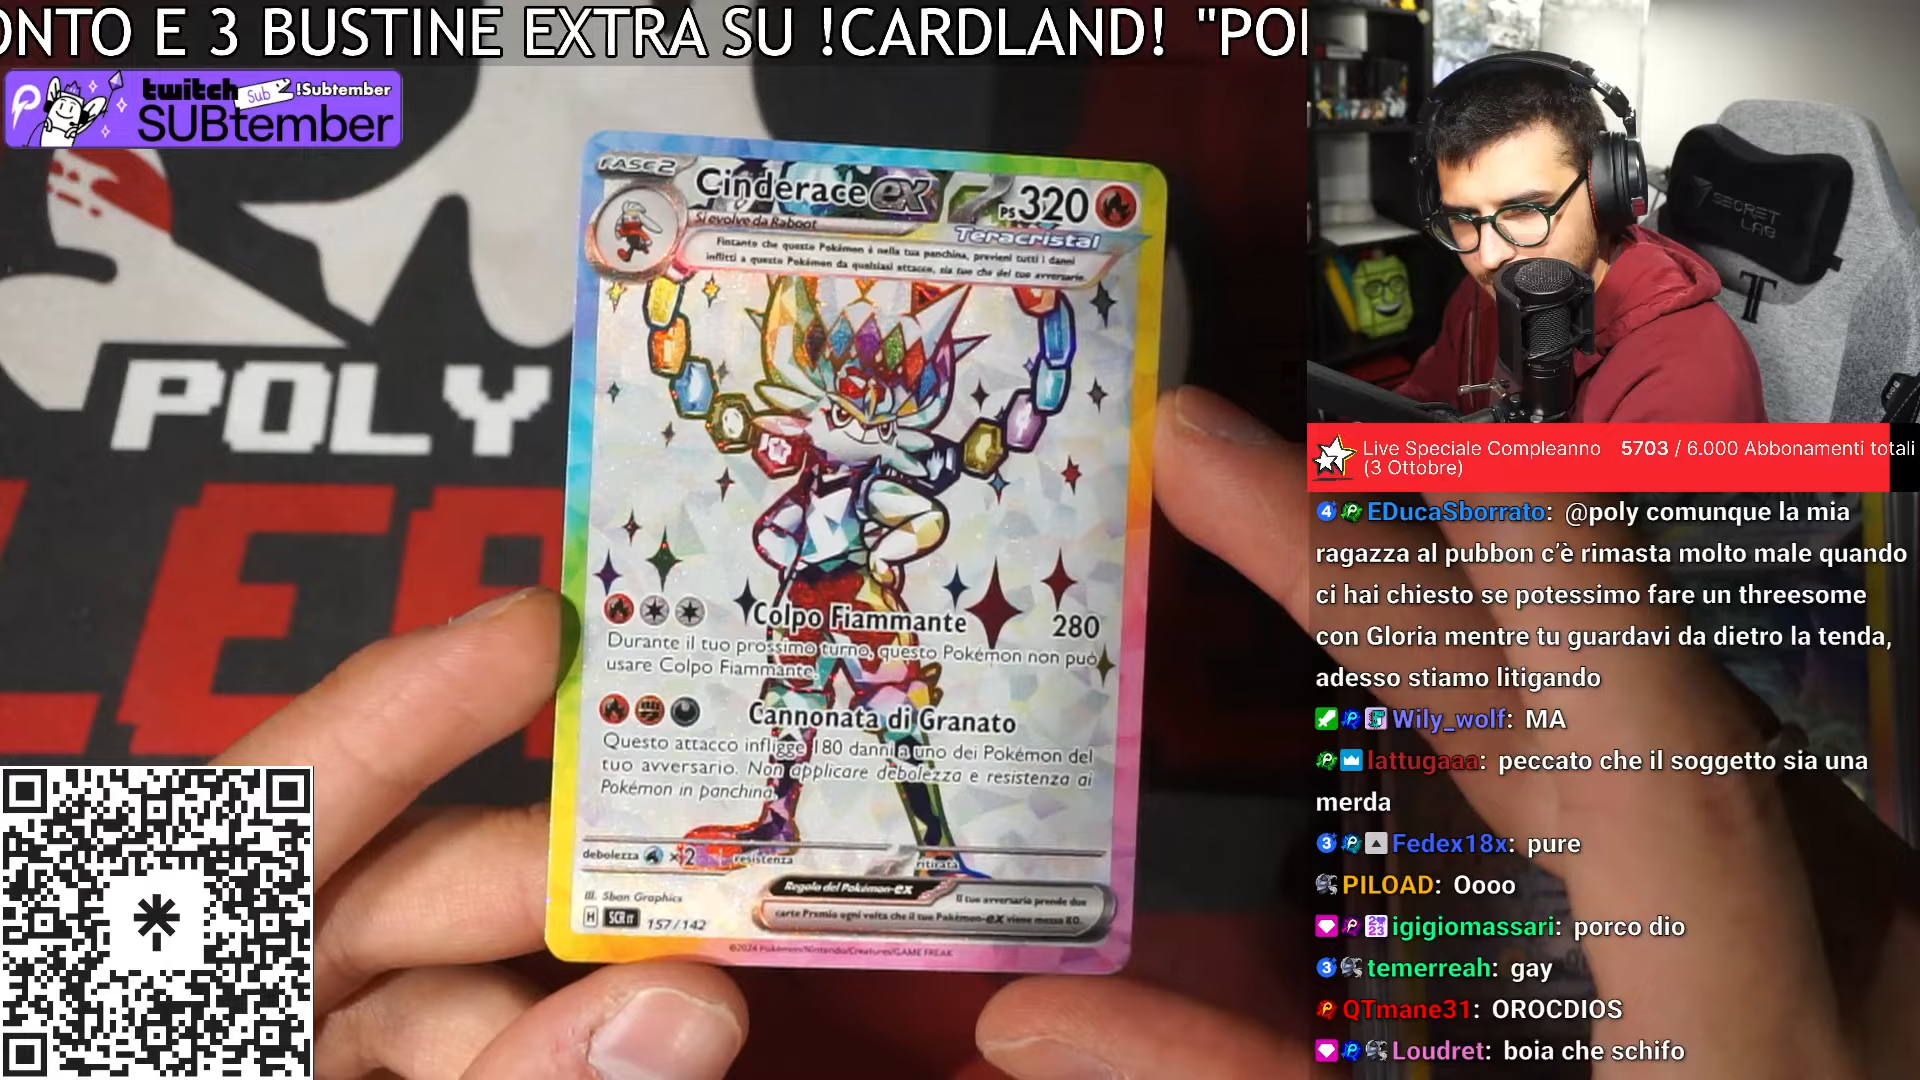 ONTO E 3 BUSTINE EXTRA SU !CARDLAND! "PO
twitch Sub !Subtember
SUBtember
POLY
FASE 2
Cinderace ex
PS 320
Si evolve da Raboot
Teracristal
Fintanto che questo Pokémon è nella tua panchina, previeni tutti i danni
inflitti a questo Pokémon da qualsiasi attacco, sia tuo che del tuo avversario.
Colpo Fiammante 280
Durante il tuo prossimo turno, questo Pokémon non può
usare Colpo Fiammante.
Cannonata di Granato
Questo attacco infligge 180 danni a uno dei Pokémon del
tuo avversario. Non applicare debolezza e resistenza ai
Pokémon in panchina.
debolezza x2 resistenza ritirata
Regola del Pokémon-ex Il tuo avversario prende due
carte Premio ogni volta che il tuo Pokémon-ex viene messo KO.
Ill. 5ban Graphics
H SCR IT 157/142
©2024 Pokémon/Nintendo/Creatures/GAME FREAK
SECRET
LAB
Live Speciale Compleanno 5703 / 6.000 Abbonamenti totali
(3 Ottobre)
EDucaSborrato: @poly comunque la mia
ragazza al pubbon c'è rimasta molto male quando
ci hai chiesto se potessimo fare un threesome
con Gloria mentre tu guardavi da dietro la tenda,
adesso stiamo litigando
Wily_wolf: MA
lattugaaa: peccato che il soggetto sia una
merda
Fedex18x: pure
PILOAD: Oooo
igigiomassari: porco dio
temerreah: gay
QTmane31: OROCDIOS
Loudret: boia che schifo